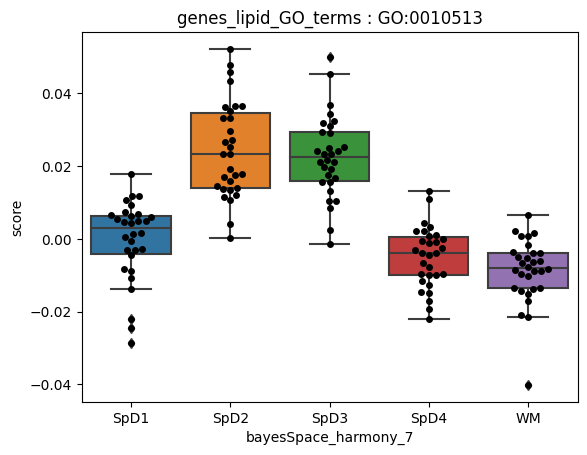 genes_lipid_GO_terms : GO:0010513
score
0.04
0.02
0.00
−0.02
−0.04
SpD1 SpD2 SpD3 SpD4 WM
bayesSpace_harmony_7